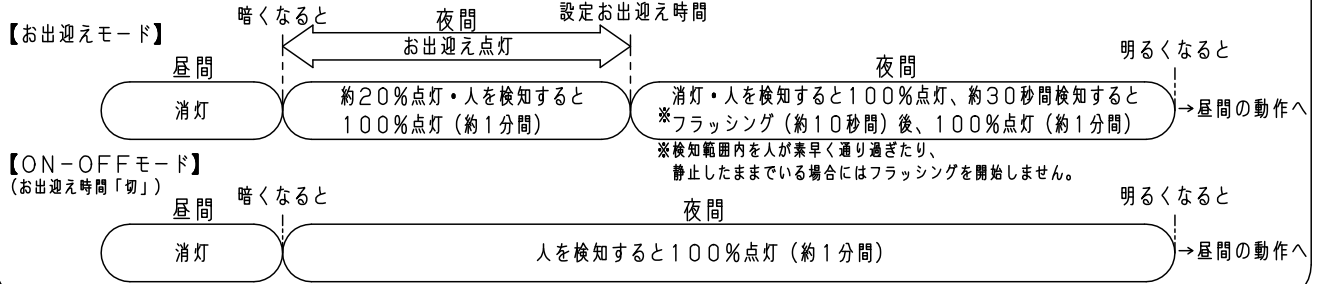 【お出迎えモード】
暗くなると
夜間
設定お出迎え時間
お出迎え点灯
明るくなると
昼間
夜間
消灯
約20%点灯・人を検知すると
100%点灯（約1分間）
消灯・人を検知すると100%点灯、約30秒間検知すると
※フラッシング（約10秒間）後、100%点灯（約1分間）
→昼間の動作へ
※検知範囲内を人が素早く通り過ぎたり、
静止したままでいる場合にはフラッシングを開始しません。
【ON－OFFモード】
（お出迎え時間「切」）
暗くなると
明るくなると
昼間
夜間
消灯
人を検知すると100%点灯（約1分間）
→昼間の動作へ